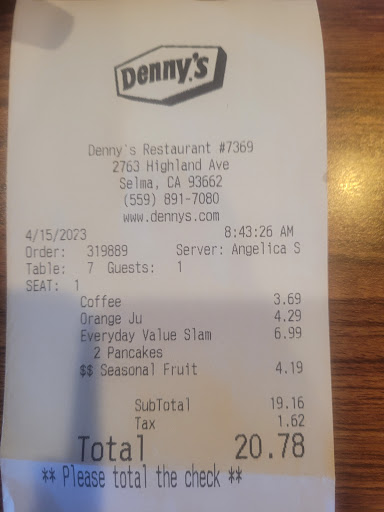 Denny's
Denny's Restaurant #7369
2763 Highland Ave
Selma, CA 93662
(559) 891-7080
www.dennys.com
4/15/2023 8:43:26 AM
Order: 319889 Server: Angelica S
Table: 7 Guests: 1
SEAT: 1
Coffee 3.69
Orange Ju 4.29
Everyday Value Slam 6.99
2 Pancakes
$$ Seasonal Fruit 4.19
SubTotal 19.16
Tax 1.62
Total 20.78
** Please total the check **